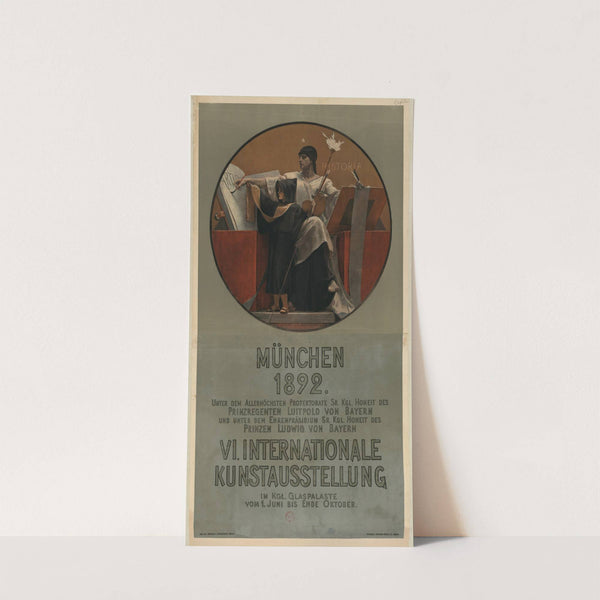 HISTORIA
MÜNCHEN
1892.
UNTER DEM ALLERHÖCHSTEN PROTEKTORATE SR. KGL. HOHEIT DES
PRINZREGENTEN LUITPOLD VON BAYERN
UND UNTER DEM EHRENPRÄSIDIUM SR. KGL. HOHEIT DES
PRINZEN LUDWIG VON BAYERN
VI. INTERNATIONALE
KUNSTAUSSTELLUNG
IM KGL. GLASPALASTE
VOM 1. JUNI BIS ENDE OKTOBER.